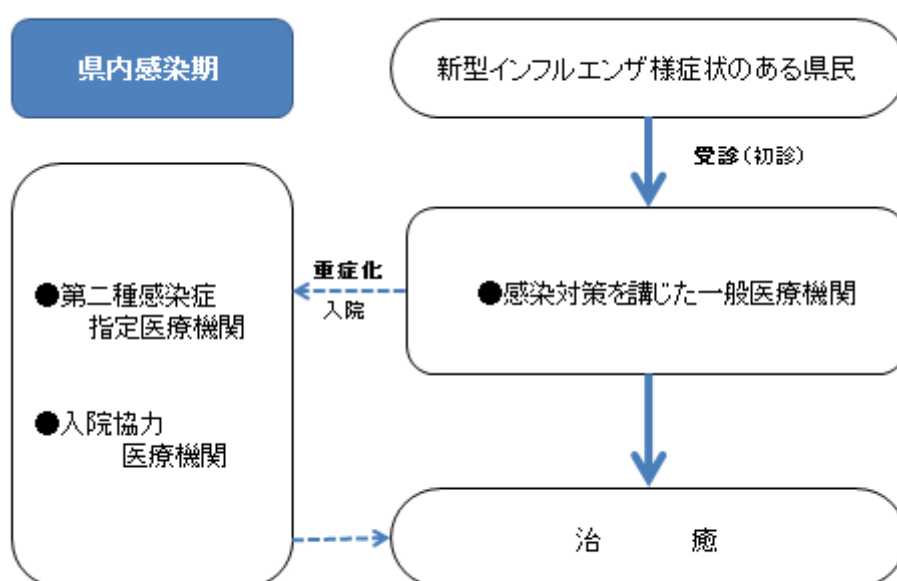 県内感染期
新型インフルエンザ様症状のある県民
受診(初診)
●感染対策を講じた一般医療機関
重症化
入院
●第二種感染症
指定医療機関
●入院協力
医療機関
治 癒